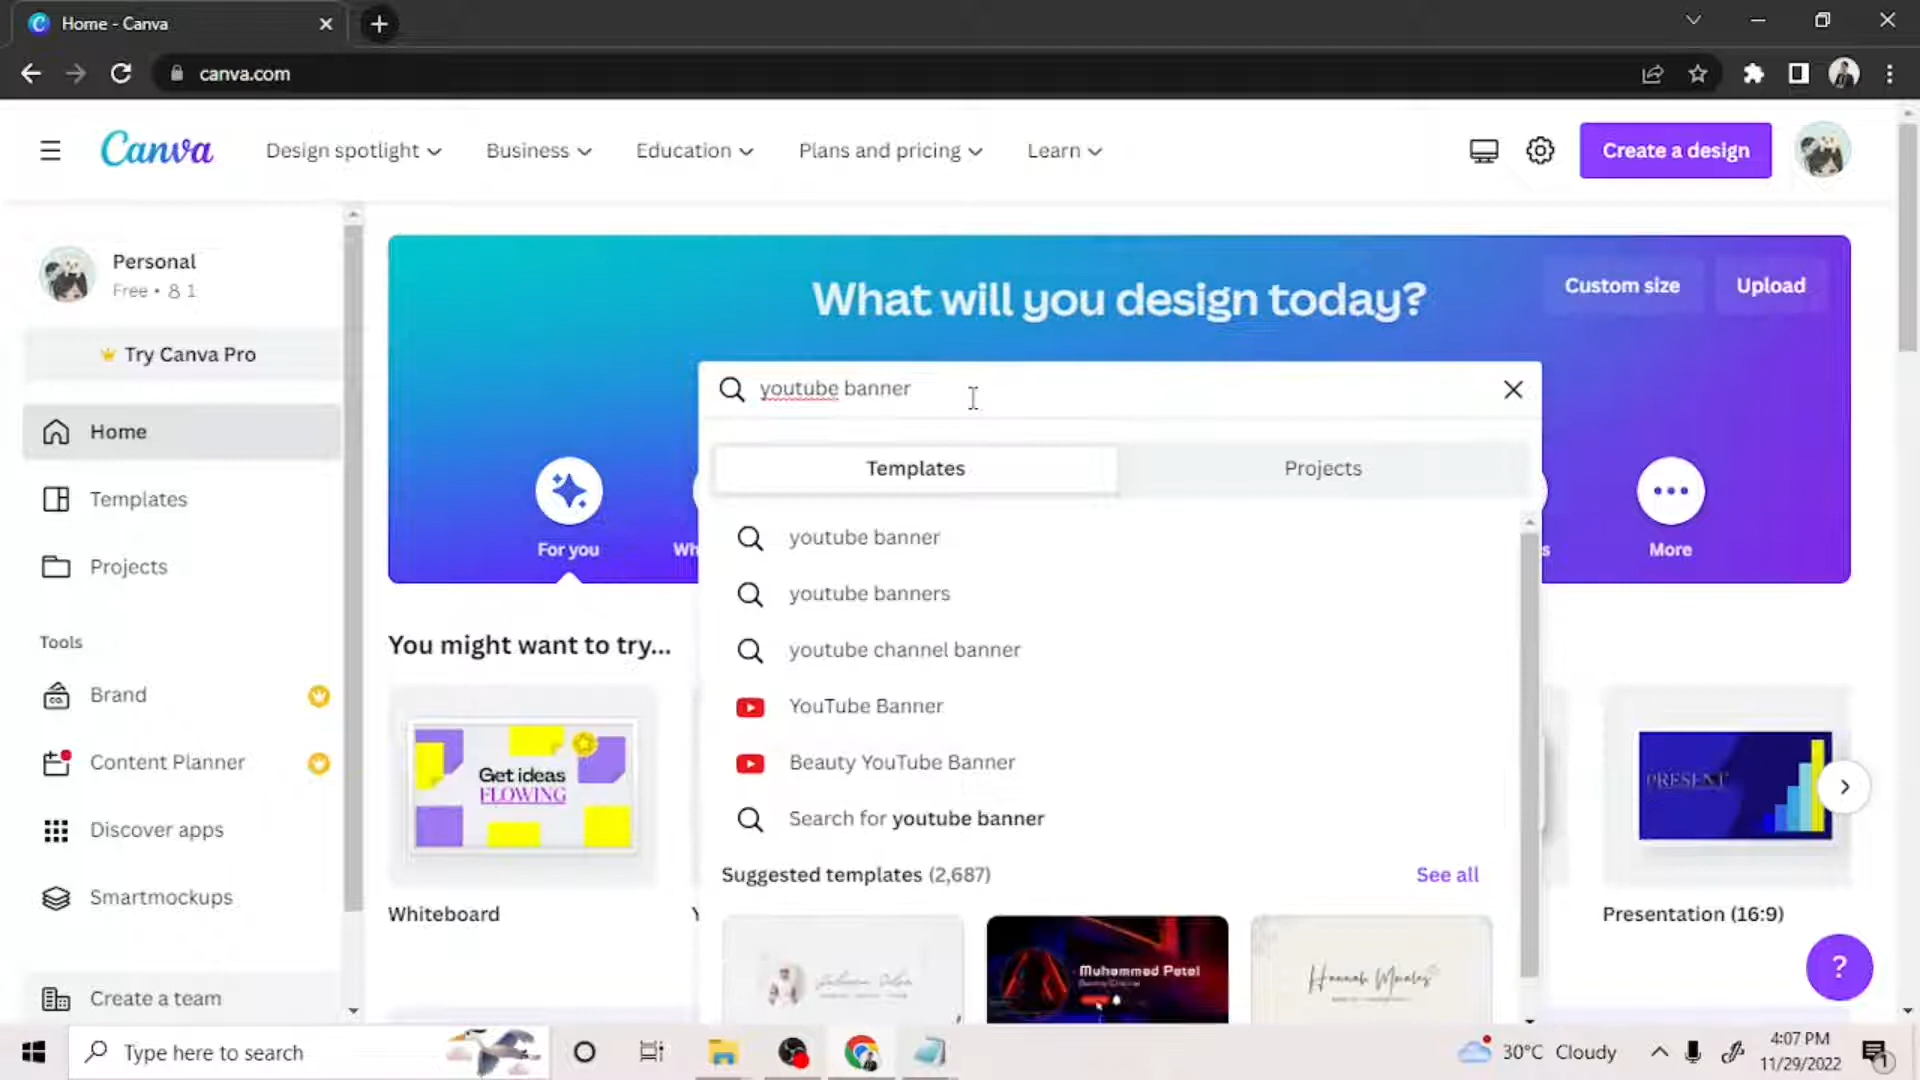 Home - Canva
canva.com
Canva
Design spotlight
Business
Education
Plans and pricing
Learn
Create a design
Personal
Free • 1
Try Canva Pro
Home
Templates
Projects
Tools
Brand
Content Planner
Discover apps
Smartmockups
Create a team
What will you design today?
Custom size
Upload
youtube banner
Templates
Projects
For you
Wh
s
More
youtube banner
youtube banners
youtube channel banner
YouTube Banner
Beauty YouTube Banner
Search for youtube banner
Suggested templates (2,687)
See all
You might want to try...
Get ideas
FLOWING
Whiteboard
Muhammed Patel
PRESENT
Presentation (16:9)
?
Type here to search
30°C Cloudy
4:07 PM
11/29/2022
1